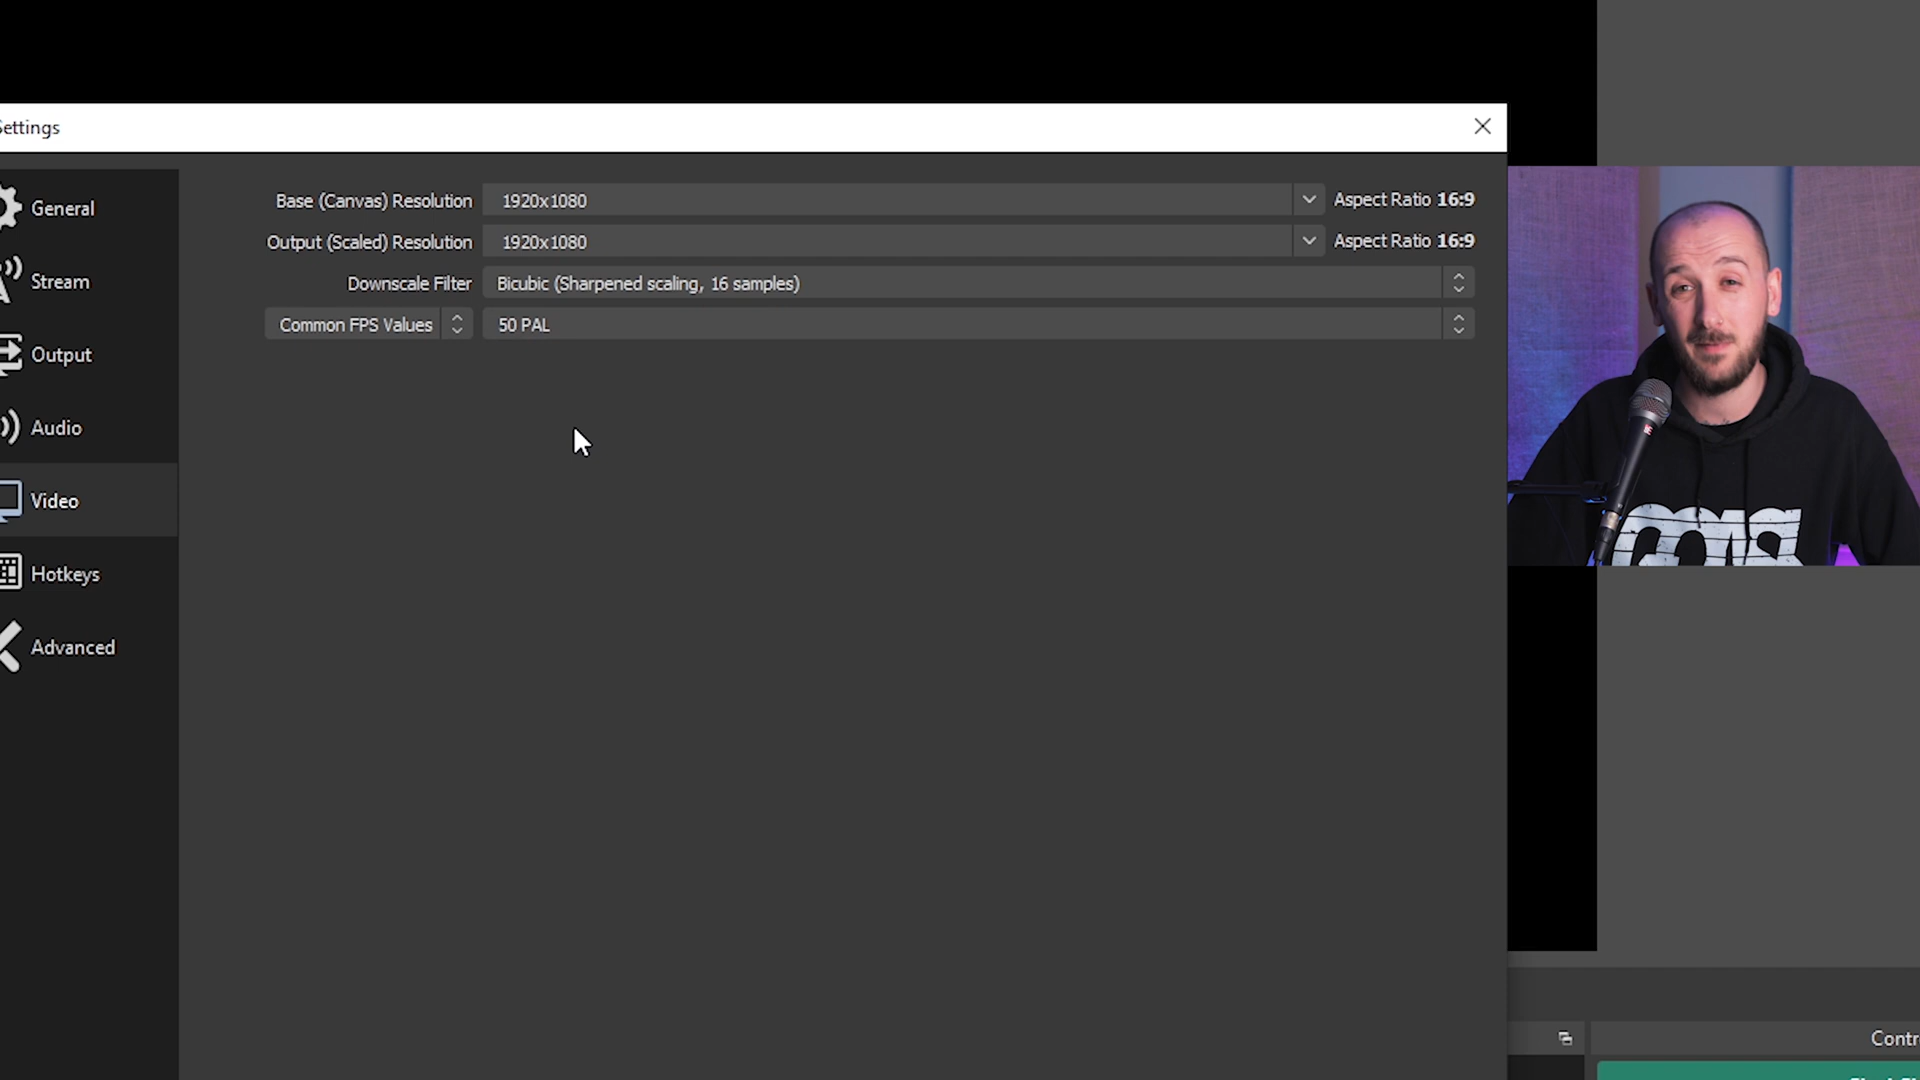 Settings
General
Stream
Output
Audio
Video
Hotkeys
Advanced
Base (Canvas) Resolution 1920x1080 Aspect Ratio 16:9
Output (Scaled) Resolution 1920x1080 Aspect Ratio 16:9
Downscale Filter Bicubic (Sharpened scaling, 16 samples)
Common FPS Values 50 PAL
Contr